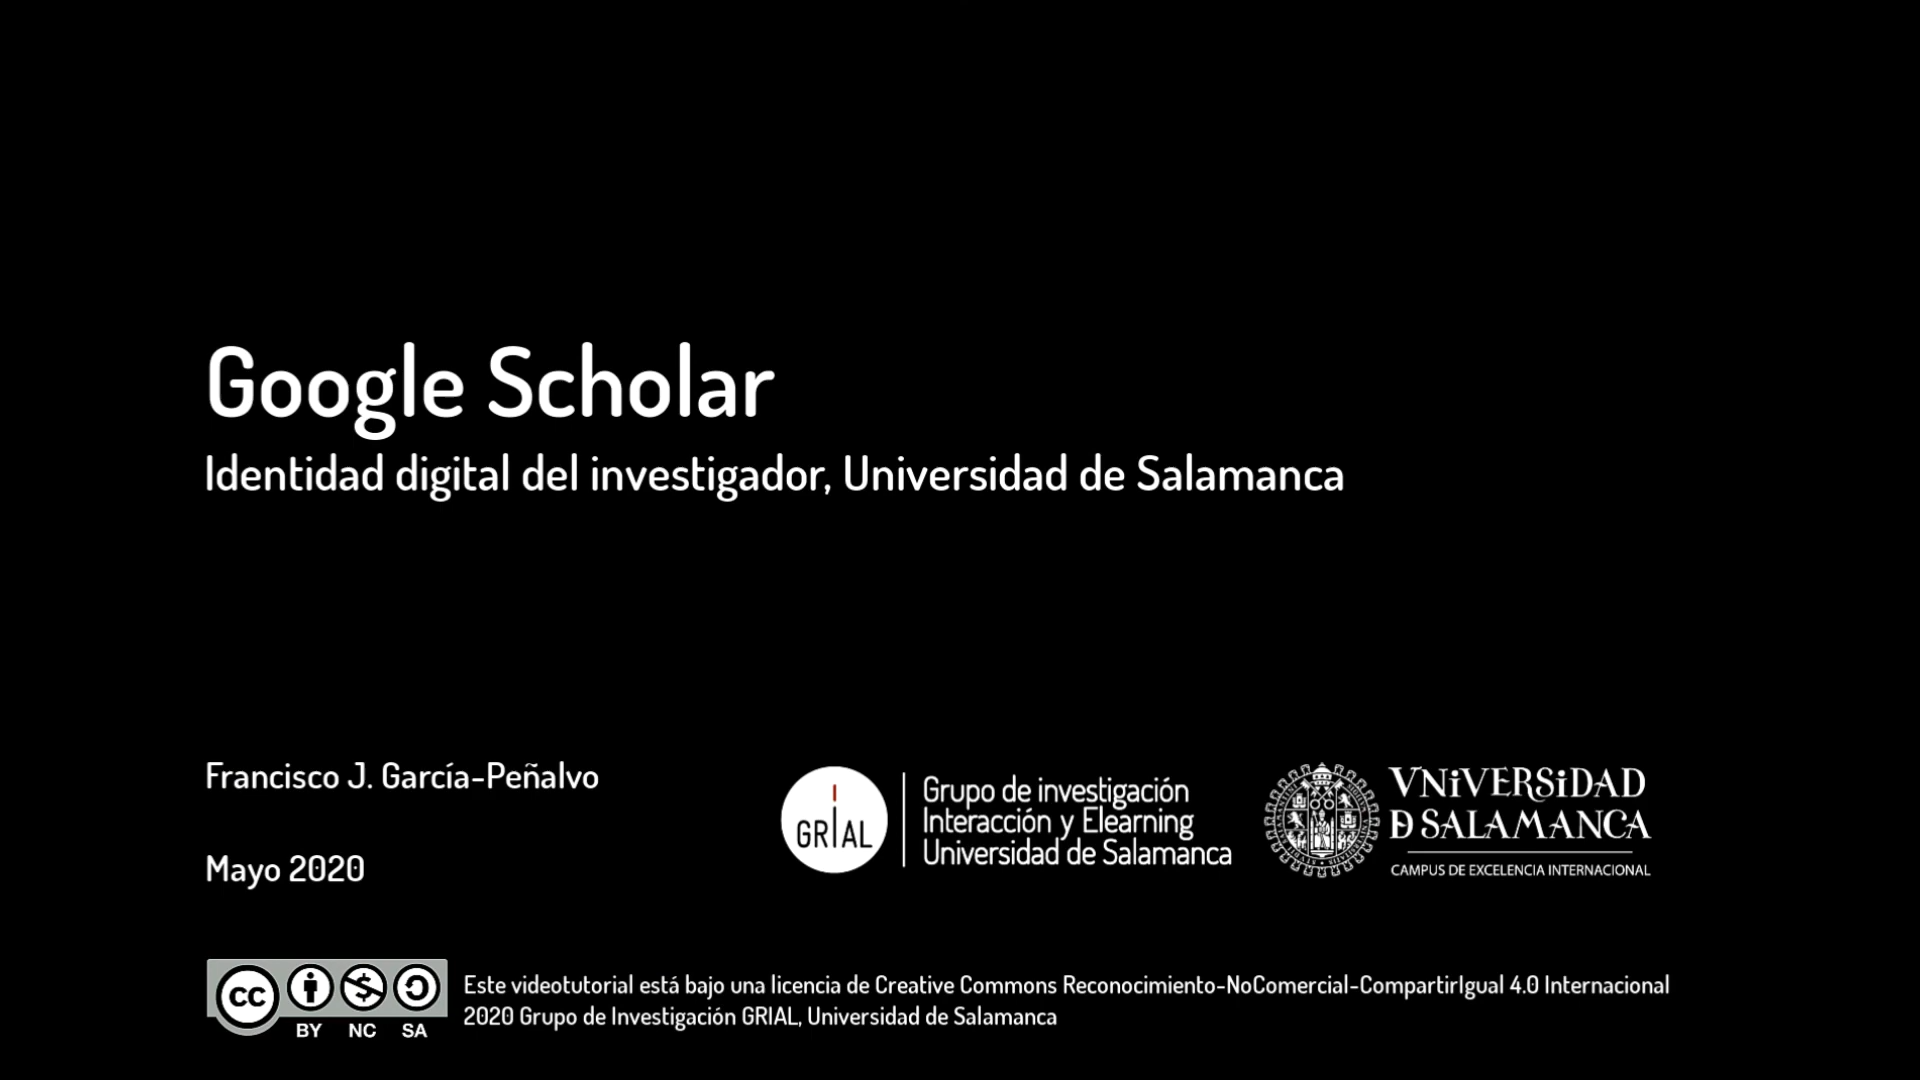 Google Scholar
Identidad digital del investigador, Universidad de Salamanca
Francisco J. García-Peñalvo
Mayo 2020
GRIAL
Grupo de investigación
Interacción y Elearning
Universidad de Salamanca
VNiVERSiDAD
D SALAMANCA
CAMPUS DE EXCELENCIA INTERNACIONAL
cc
BY NC SA
Este videotutorial está bajo una licencia de Creative Commons Reconocimiento-NoComercial-CompartirIgual 4.0 Internacional
2020 Grupo de Investigación GRIAL, Universidad de Salamanca